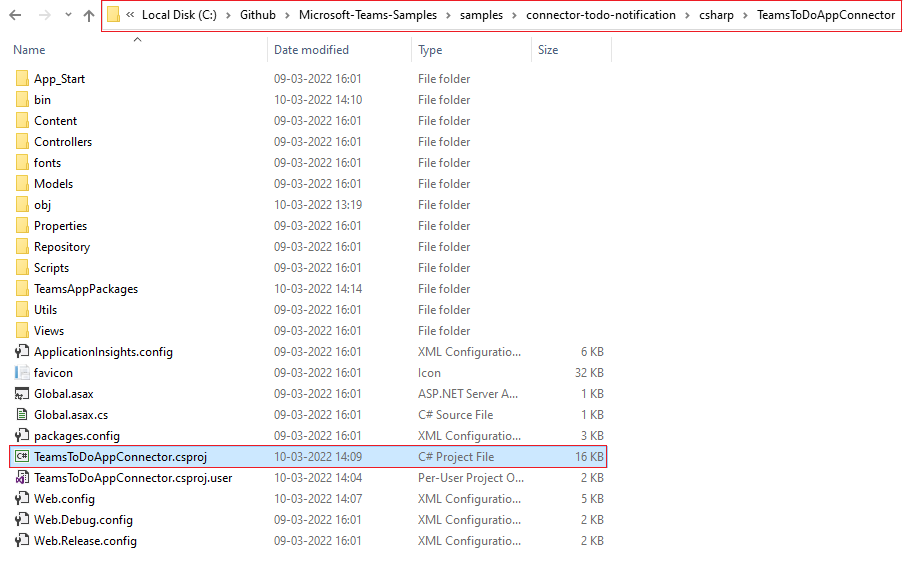 « Local Disk (C:) > Github > Microsoft-Teams-Samples > samples > connector-todo-notification > csharp > TeamsToDoAppConnector
Name Date modified Type Size
App_Start 09-03-2022 16:01 File folder
bin 10-03-2022 14:10 File folder
Content 09-03-2022 16:01 File folder
Controllers 09-03-2022 16:01 File folder
fonts 09-03-2022 16:01 File folder
Models 09-03-2022 16:01 File folder
obj 10-03-2022 13:19 File folder
Properties 09-03-2022 16:01 File folder
Repository 09-03-2022 16:01 File folder
Scripts 09-03-2022 16:01 File folder
TeamsAppPackages 10-03-2022 14:14 File folder
Utils 09-03-2022 16:01 File folder
Views 09-03-2022 16:01 File folder
ApplicationInsights.config 09-03-2022 16:01 XML Configuratio... 6 KB
favicon 09-03-2022 16:01 Icon 32 KB
Global.asax 09-03-2022 16:01 ASP.NET Server A... 1 KB
Global.asax.cs 09-03-2022 16:01 C# Source File 1 KB
packages.config 09-03-2022 16:01 XML Configuratio... 3 KB
C# TeamsToDoAppConnector.csproj 10-03-2022 14:09 C# Project File 16 KB
TeamsToDoAppConnector.csproj.user 10-03-2022 14:04 Per-User Project O... 2 KB
Web.config 10-03-2022 14:07 XML Configuratio... 5 KB
Web.Debug.config 09-03-2022 16:01 XML Configuratio... 2 KB
Web.Release.config 09-03-2022 16:01 XML Configuratio... 2 KB